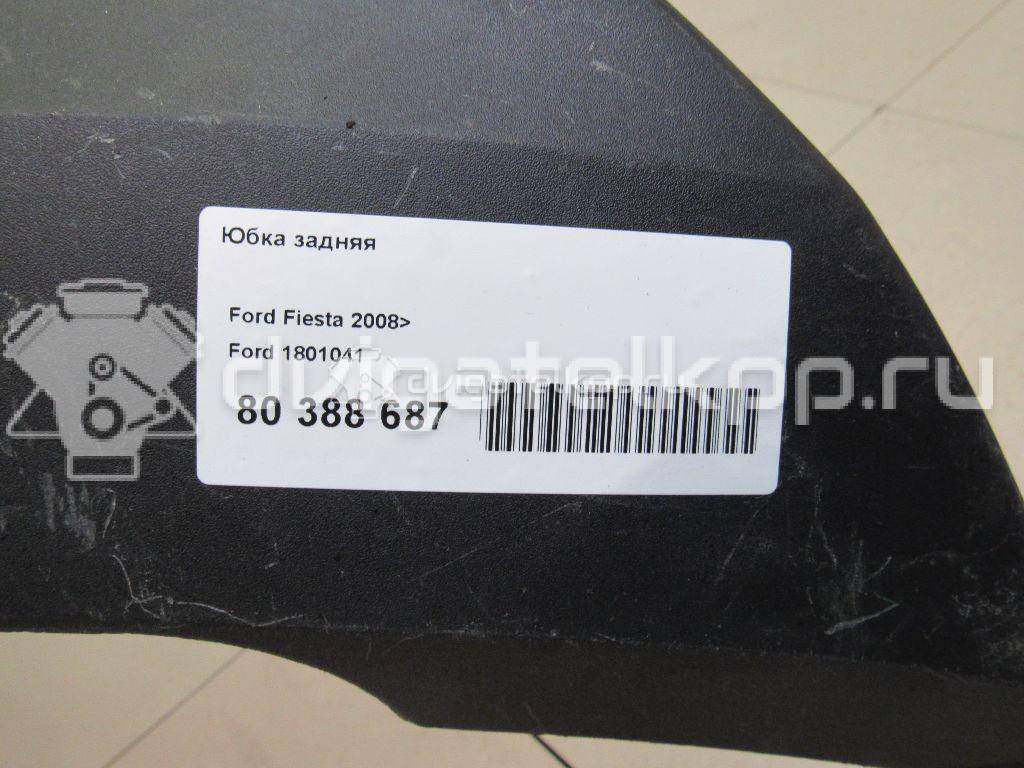 Юбка задняя
Ford Fiesta 2008>
Ford 1801041
80 388 687
dvigatelkop.ru